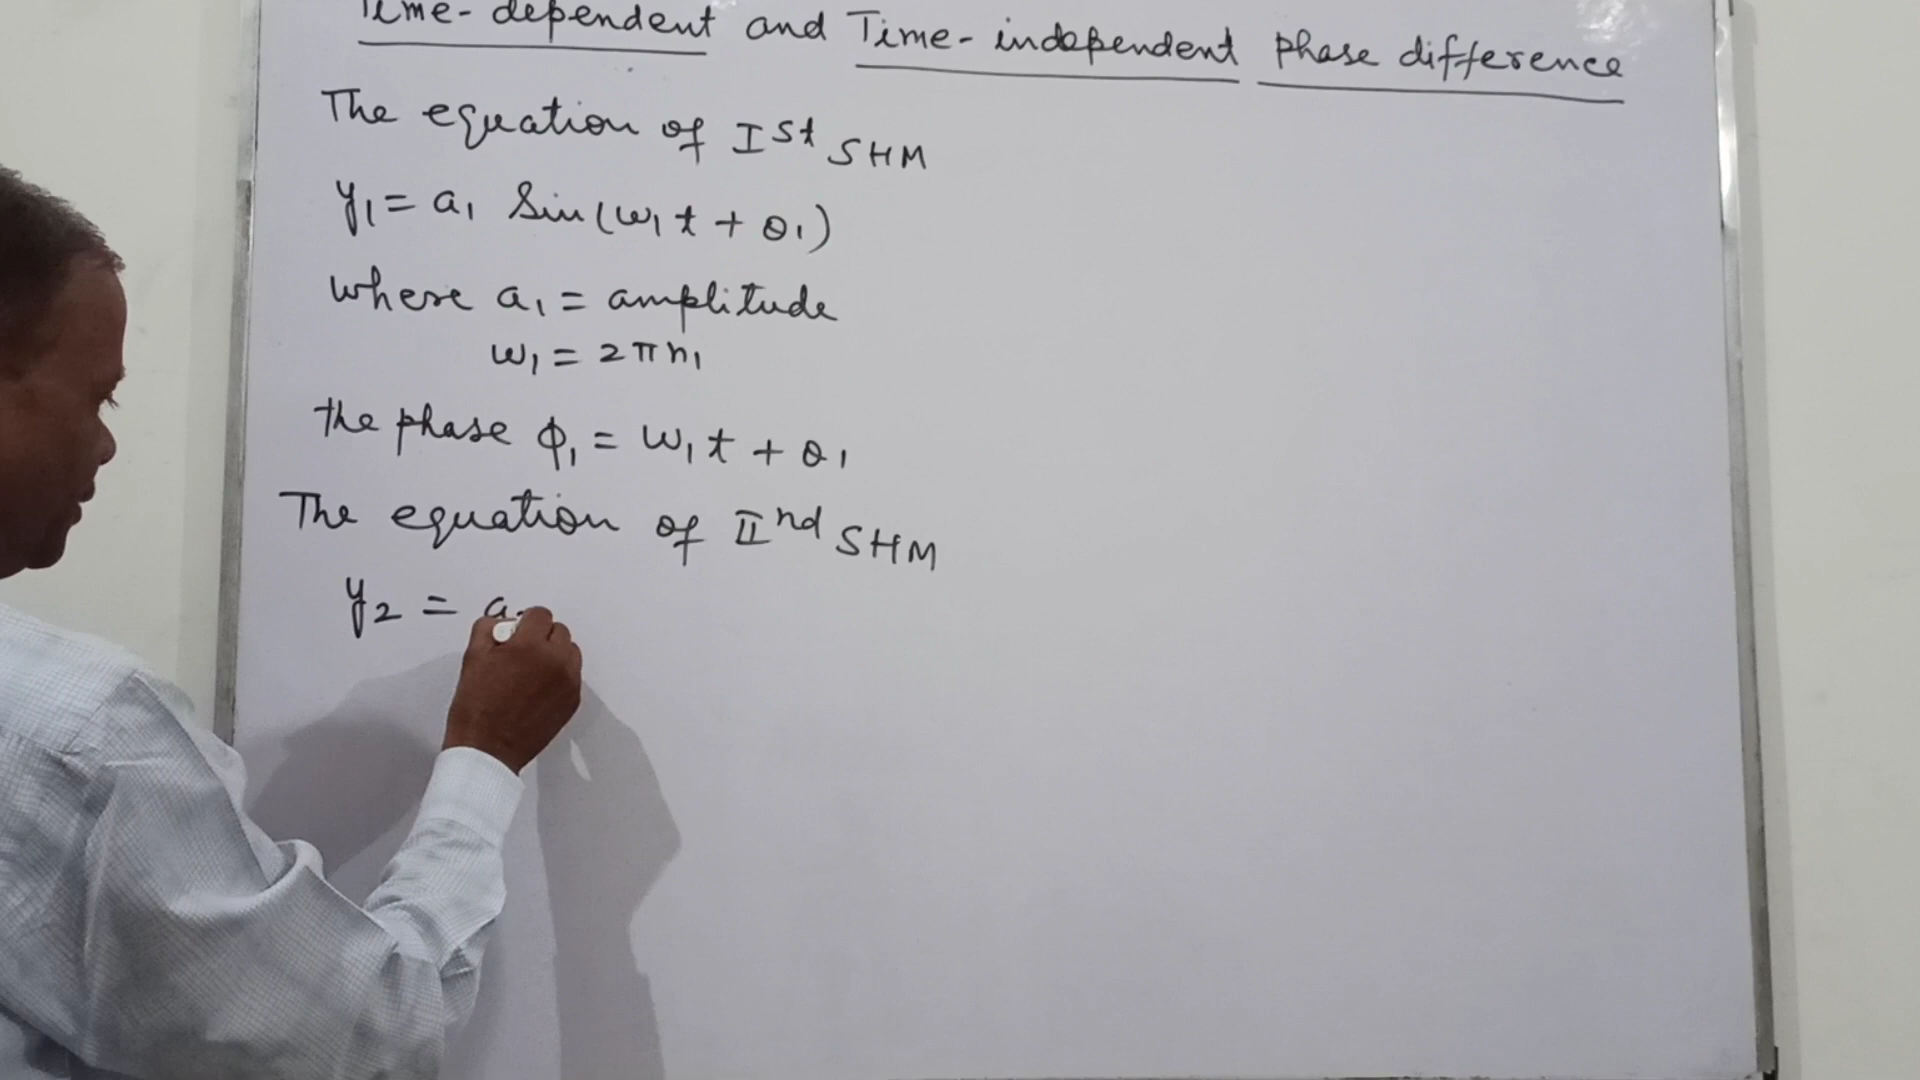 Time-dependent and Time-independent phase difference
The equation of Ist SHM
y₁ = a₁ Sin(ω₁t + θ₁)
where a₁ = amplitude
ω₁ = 2πn₁
the phase ϕ₁ = ω₁t + θ₁
The equation of IInd SHM
y₂ = a